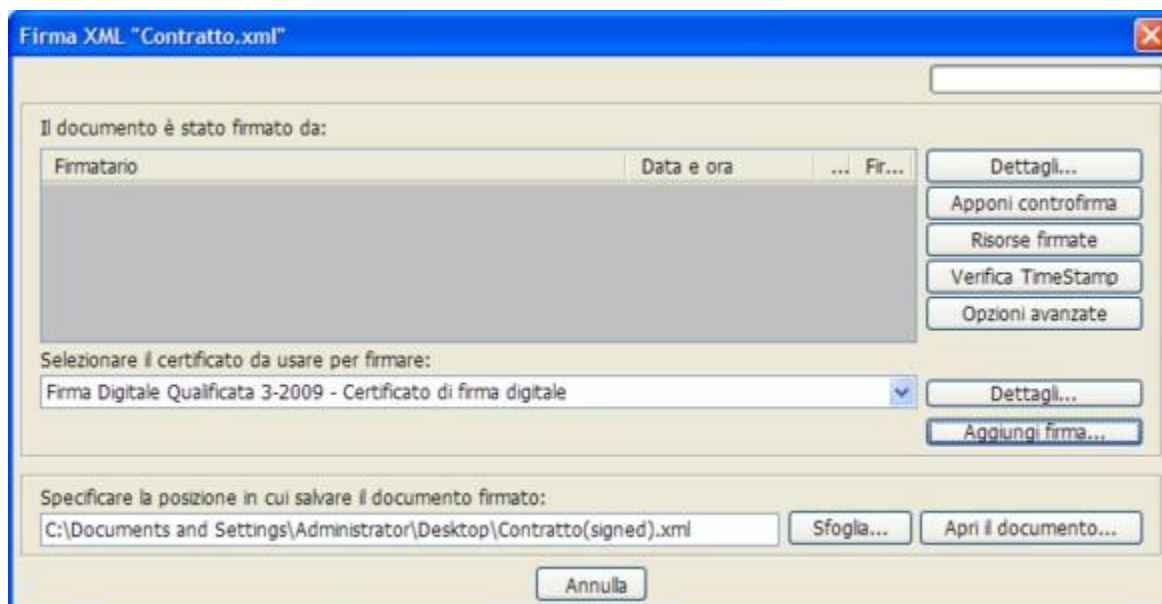 Firma XML "Contratto.xml"
Il documento è stato firmato da:
Firmatario Data e ora ... Fir...
Dettagli...
Apponi controfirma
Risorse firmate
Verifica TimeStamp
Opzioni avanzate
Selezionare il certificato da usare per firmare:
Firma Digitale Qualificata 3-2009 - Certificato di firma digitale
Dettagli...
Aggiungi firma...
Specificare la posizione in cui salvare il documento firmato:
C:\Documents and Settings\Administrator\Desktop\Contratto(signed).xml
Sfoglia...
Apri il documento...
Annulla